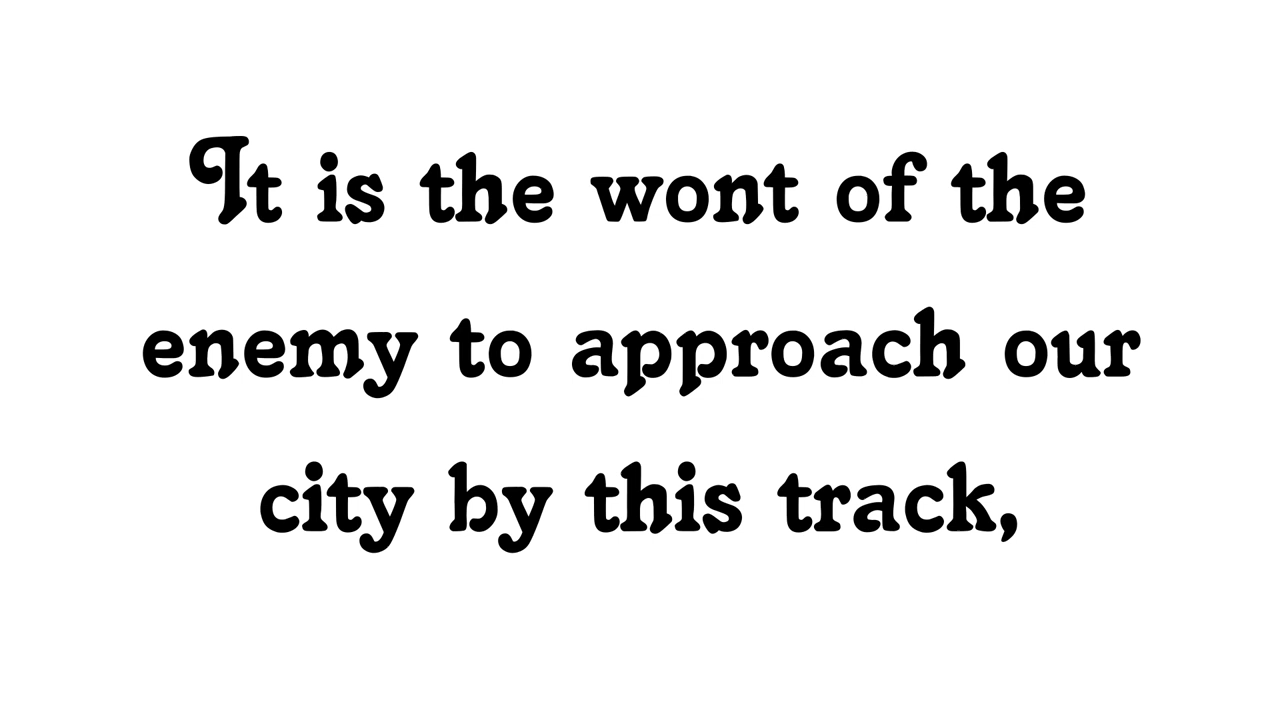 It is the wont of the
enemy to approach our
city by this track,